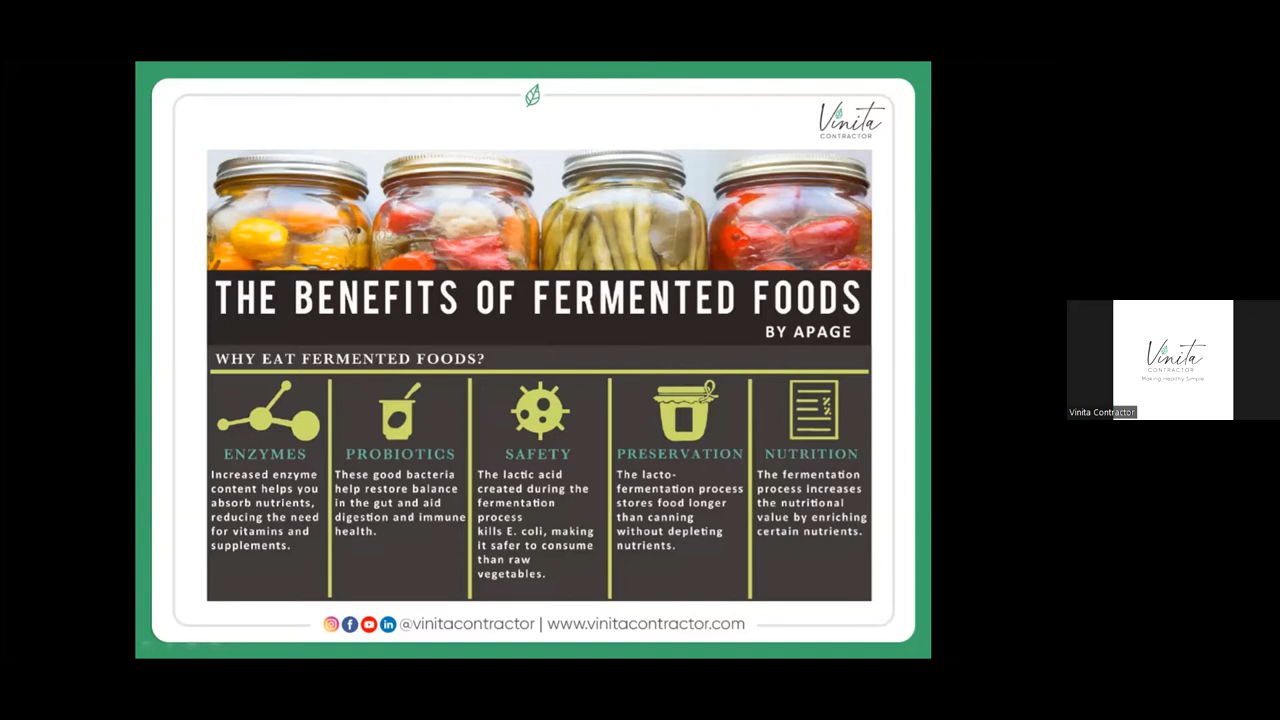 Vinita
CONTRACTOR
THE BENEFITS OF FERMENTED FOODS
BY APAGE
WHY EAT FERMENTED FOODS?
ENZYMES
Increased enzyme
content helps you
absorb nutrients,
reducing the need
for vitamins and
supplements.
PROBIOTICS
These good bacteria
help restore balance
in the gut and aid
digestion and immune
health.
SAFETY
The lactic acid
created during the
fermentation
process
kills E. coli, making
it safer to consume
than raw
vegetables.
PRESERVATION
The lacto-
fermentation process
stores food longer
than canning
without depleting
nutrients.
NUTRITION
The fermentation
process increases
the nutritional
value by enriching
certain nutrients.
@vinitacontractor | www.vinitacontractor.com
Vinita
CONTRACTOR
Making Healthy Simple
Vinita Contractor